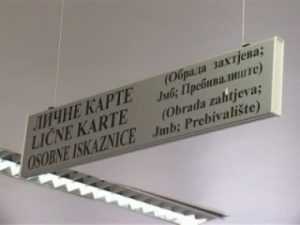 ЛИЧНЕ КАРТЕ
LIČNE KARTE
OSOBNE ISKAZNICE
(Обрада захтјева;
Јмб; Пребивалиште)
(Obrada zahtjeva;
Jmb; Prebivalište)